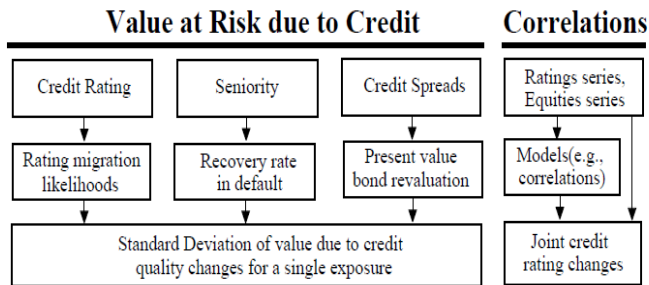 Value at Risk due to Credit
Correlations
Credit Rating
Seniority
Credit Spreads
Ratings series,
Equities series
Rating migration
likelihoods
Recovery rate
in default
Present value
bond revaluation
Models(e.g.,
correlations)
Standard Deviation of value due to credit
quality changes for a single exposure
Joint credit
rating changes